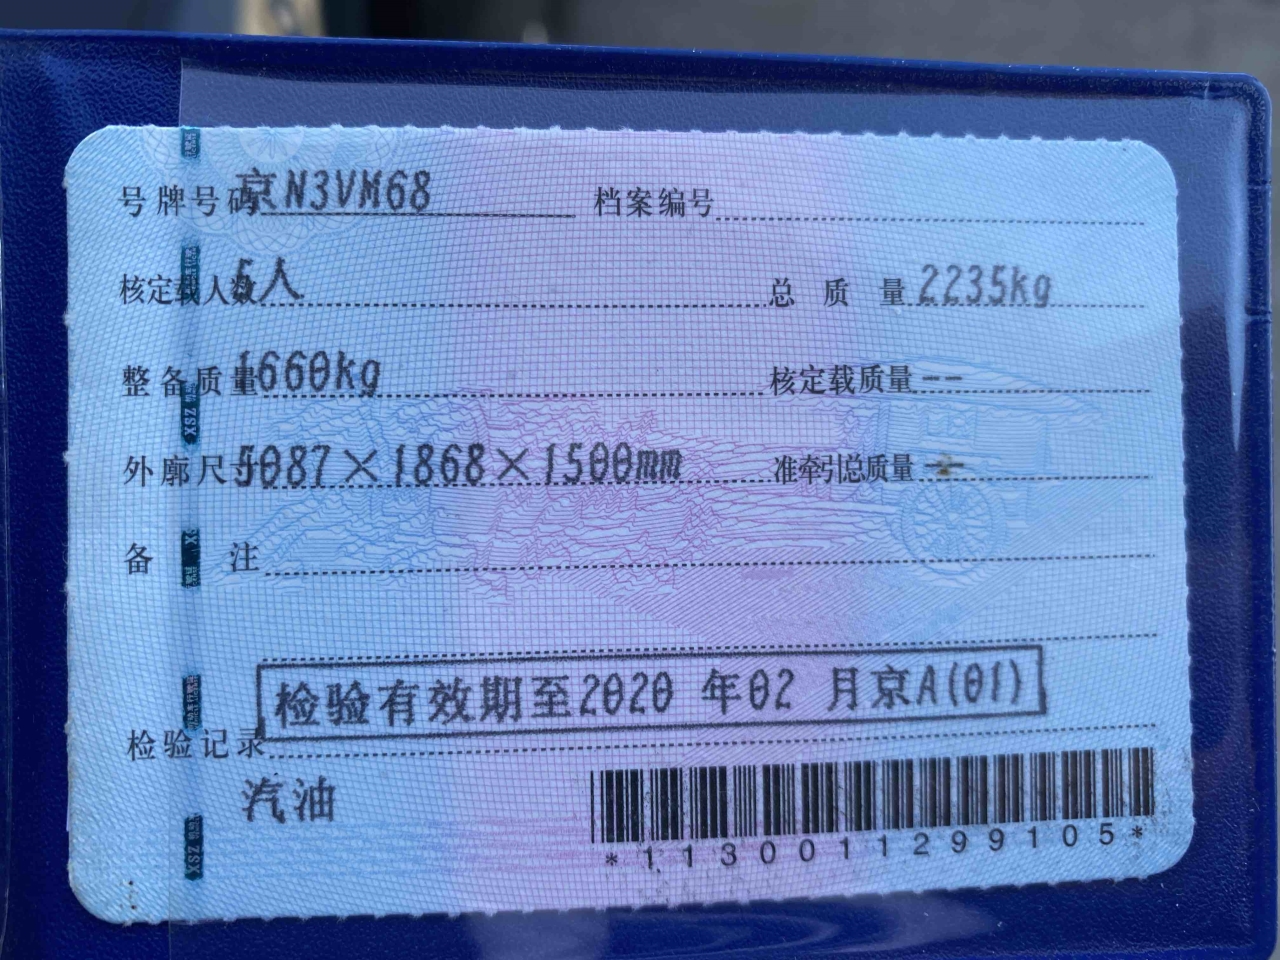 号牌号码 京N3VM68 档案编号
核定载人数 5人 总质量 2235kg
整备质量 1660kg 核定载质量 --
外廓尺寸 5087×1868×1500mm 准牵引总质量 --
备注
检验有效期至2020年02月京A(01)
检验记录
汽油
*1130011299105*